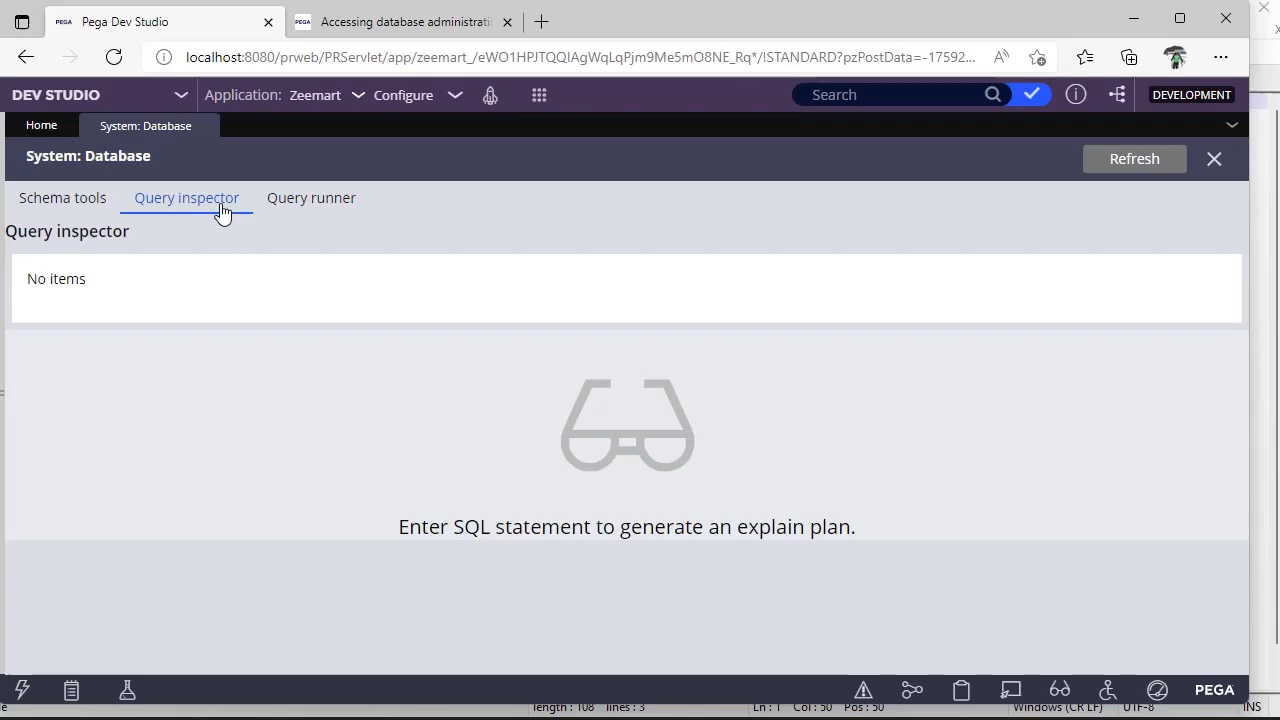 PEGA Pega Dev Studio
PEGA Accessing database administrati
localhost:8080/prweb/PRServlet/app/zeemart_/eWO1HPJTQQIAgWqLqPjm9Me5mO8NE_Rq*/!STANDARD?pzPostData=-17592...
DEV STUDIO Application: Zeemart Configure Search DEVELOPMENT
Home System: Database
System: Database Refresh
Schema tools Query inspector Query runner
Query inspector
No items
Enter SQL statement to generate an explain plan.
PEGA
length : 108 lines : 3 Ln : 1 Col : 50 Pos : 50 Windows (CR LF) UTF-8 INS